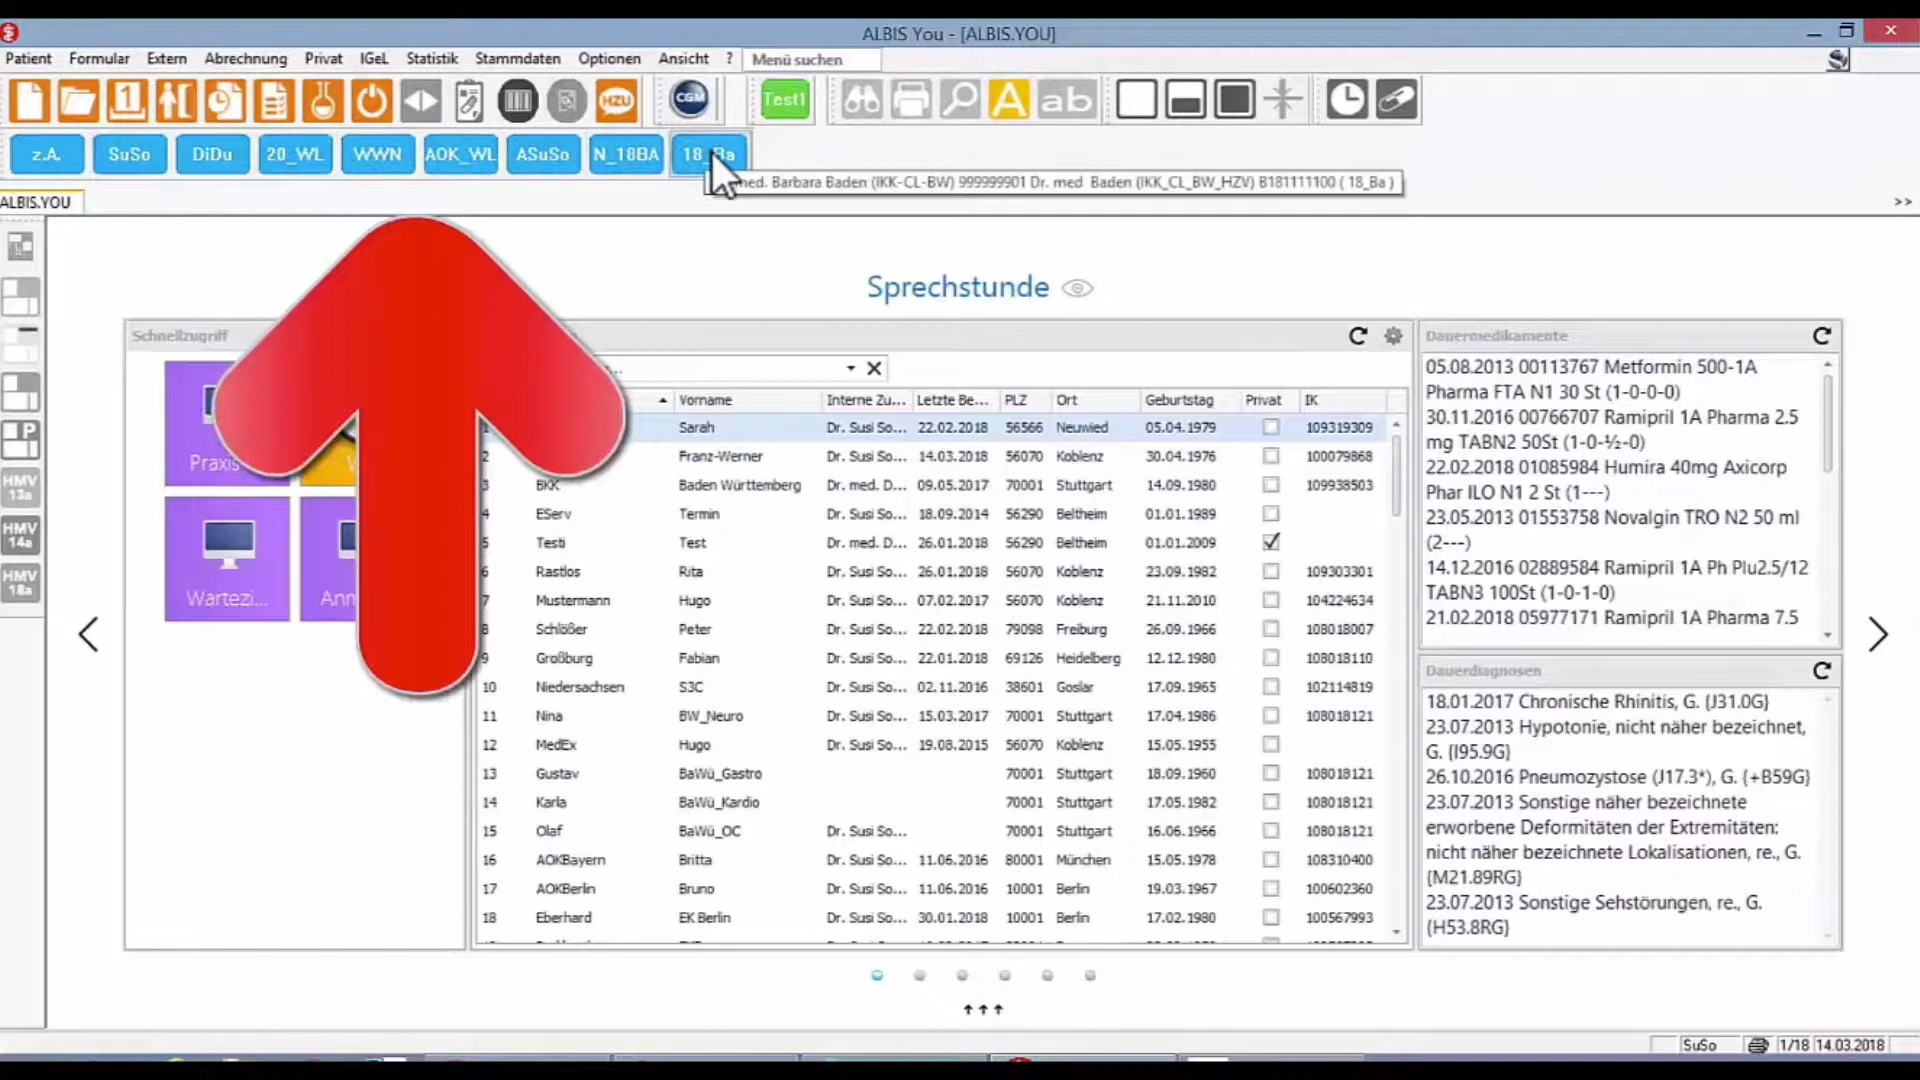 ALBIS You - [ALBIS.YOU]
Patient Formular Extern Abrechnung Privat IGeL Statistik Stammdaten Optionen Ansicht ? Menü suchen
1 HZU CGM Test1 A ab
z.A. SuSo DiDu 20_WL WWN AOK_WL ASuSo N_18BA 18_Ba
med. Barbara Baden (IKK-CL-BW) 999999901 Dr. med Baden (IKK_CL_BW_HZV) B181111100 ( 18_Ba )
ALBIS.YOU >>
Sprechstunde
Schnellzugriff
Praxis
Wartezi...
P
HMV 13a
HMV 14a
HMV 18a
Vorname Interne Zu... Letzte Be... PLZ Ort Geburtstag Privat IK
Sarah Dr. Susi So... 22.02.2018 56566 Neuwied 05.04.1979 109319309
2 Franz-Werner Dr. Susi So... 14.03.2018 56070 Koblenz 30.04.1976 100079868
3 BKK Baden Württemberg Dr. med. D... 09.05.2017 70001 Stuttgart 14.09.1980 109938503
4 EServ Termin Dr. Susi So... 18.09.2014 56290 Beltheim 01.01.1989
5 Testi Test Dr. med. D... 26.01.2018 56290 Beltheim 01.01.2009
6 Rastlos Rita Dr. Susi So... 26.01.2018 56070 Koblenz 23.09.1982 109303301
7 Mustermann Hugo Dr. Susi So... 07.02.2017 56070 Koblenz 21.11.2010 104224634
8 Schlößer Peter Dr. Susi So... 22.02.2018 79098 Freiburg 26.09.1966 108018007
9 Großburg Fabian Dr. Susi So... 22.01.2018 69126 Heidelberg 12.12.1980 108018110
10 Niedersachsen S3C Dr. Susi So... 02.11.2016 38601 Goslar 17.09.1965 102114819
11 Nina BW_Neuro Dr. Susi So... 15.03.2017 70001 Stuttgart 17.04.1986 108018121
12 MedEx Hugo Dr. Susi So... 19.08.2015 56070 Koblenz 15.05.1955
13 Gustav BaWü_Gastro 70001 Stuttgart 18.09.1960 108018121
14 Karla BaWü_Kardio 70001 Stuttgart 17.05.1982 108018121
15 Olaf BaWü_OC Dr. Susi So... 70001 Stuttgart 16.06.1966 108018121
16 AOKBayern Britta Dr. Susi So... 11.06.2016 80001 München 15.05.1978 108310400
17 AOKBerlin Bruno Dr. Susi So... 11.06.2016 10001 Berlin 19.03.1967 100602360
18 Eberhard EK Berlin Dr. Susi So... 30.01.2018 10001 Berlin 17.02.1980 100567993
Dauermedikamente
05.08.2013 00113767 Metformin 500-1A
Pharma FTA N1 30 St (1-0-0-0)
30.11.2016 00766707 Ramipril 1A Pharma 2.5
mg TABN2 50St (1-0-½-0)
22.02.2018 01085984 Humira 40mg Axicorp
Phar ILO N1 2 St (1---)
23.05.2013 01553758 Novalgin TRO N2 50 ml
(2---)
14.12.2016 02889584 Ramipril 1A Ph Plu2.5/12
TABN3 100St (1-0-1-0)
21.02.2018 05977171 Ramipril 1A Pharma 7.5
Dauerdiagnosen
18.01.2017 Chronische Rhinitis, G. {J31.0G}
23.07.2013 Hypotonie, nicht näher bezeichnet,
G. {I95.9G}
26.10.2016 Pneumozystose (J17.3*), G. {+B59G}
23.07.2013 Sonstige näher bezeichnete
erworbene Deformitäten der Extremitäten:
nicht näher bezeichnete Lokalisationen, re., G.
{M21.89RG}
23.07.2013 Sonstige Sehstörungen, re., G.
{H53.8RG}
SuSo 1/18 14.03.2018